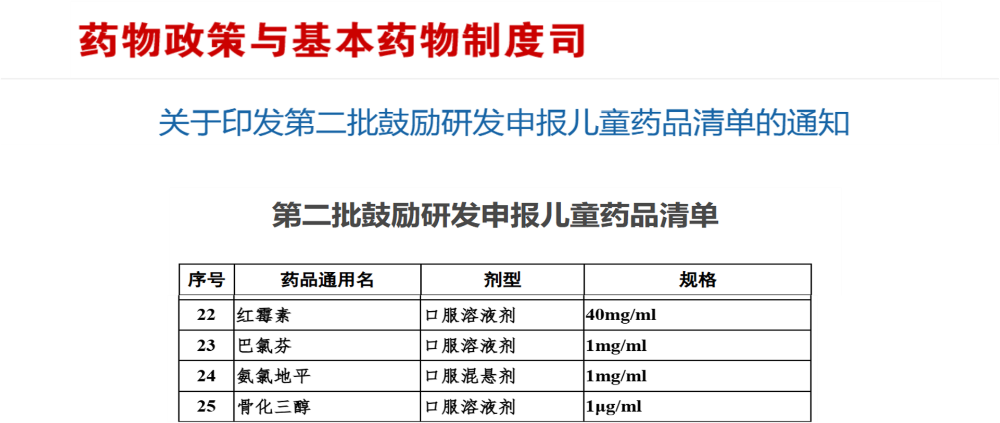 药物政策与基本药物制度司
关于印发第二批鼓励研发申报儿童药品清单的通知
第二批鼓励研发申报儿童药品清单
序号 药品通用名 剂型 规格
22 红霉素 口服溶液剂 40mg/ml
23 巴氯芬 口服溶液剂 1mg/ml
24 氨氯地平 口服混悬剂 1mg/ml
25 骨化三醇 口服溶液剂 1μg/ml